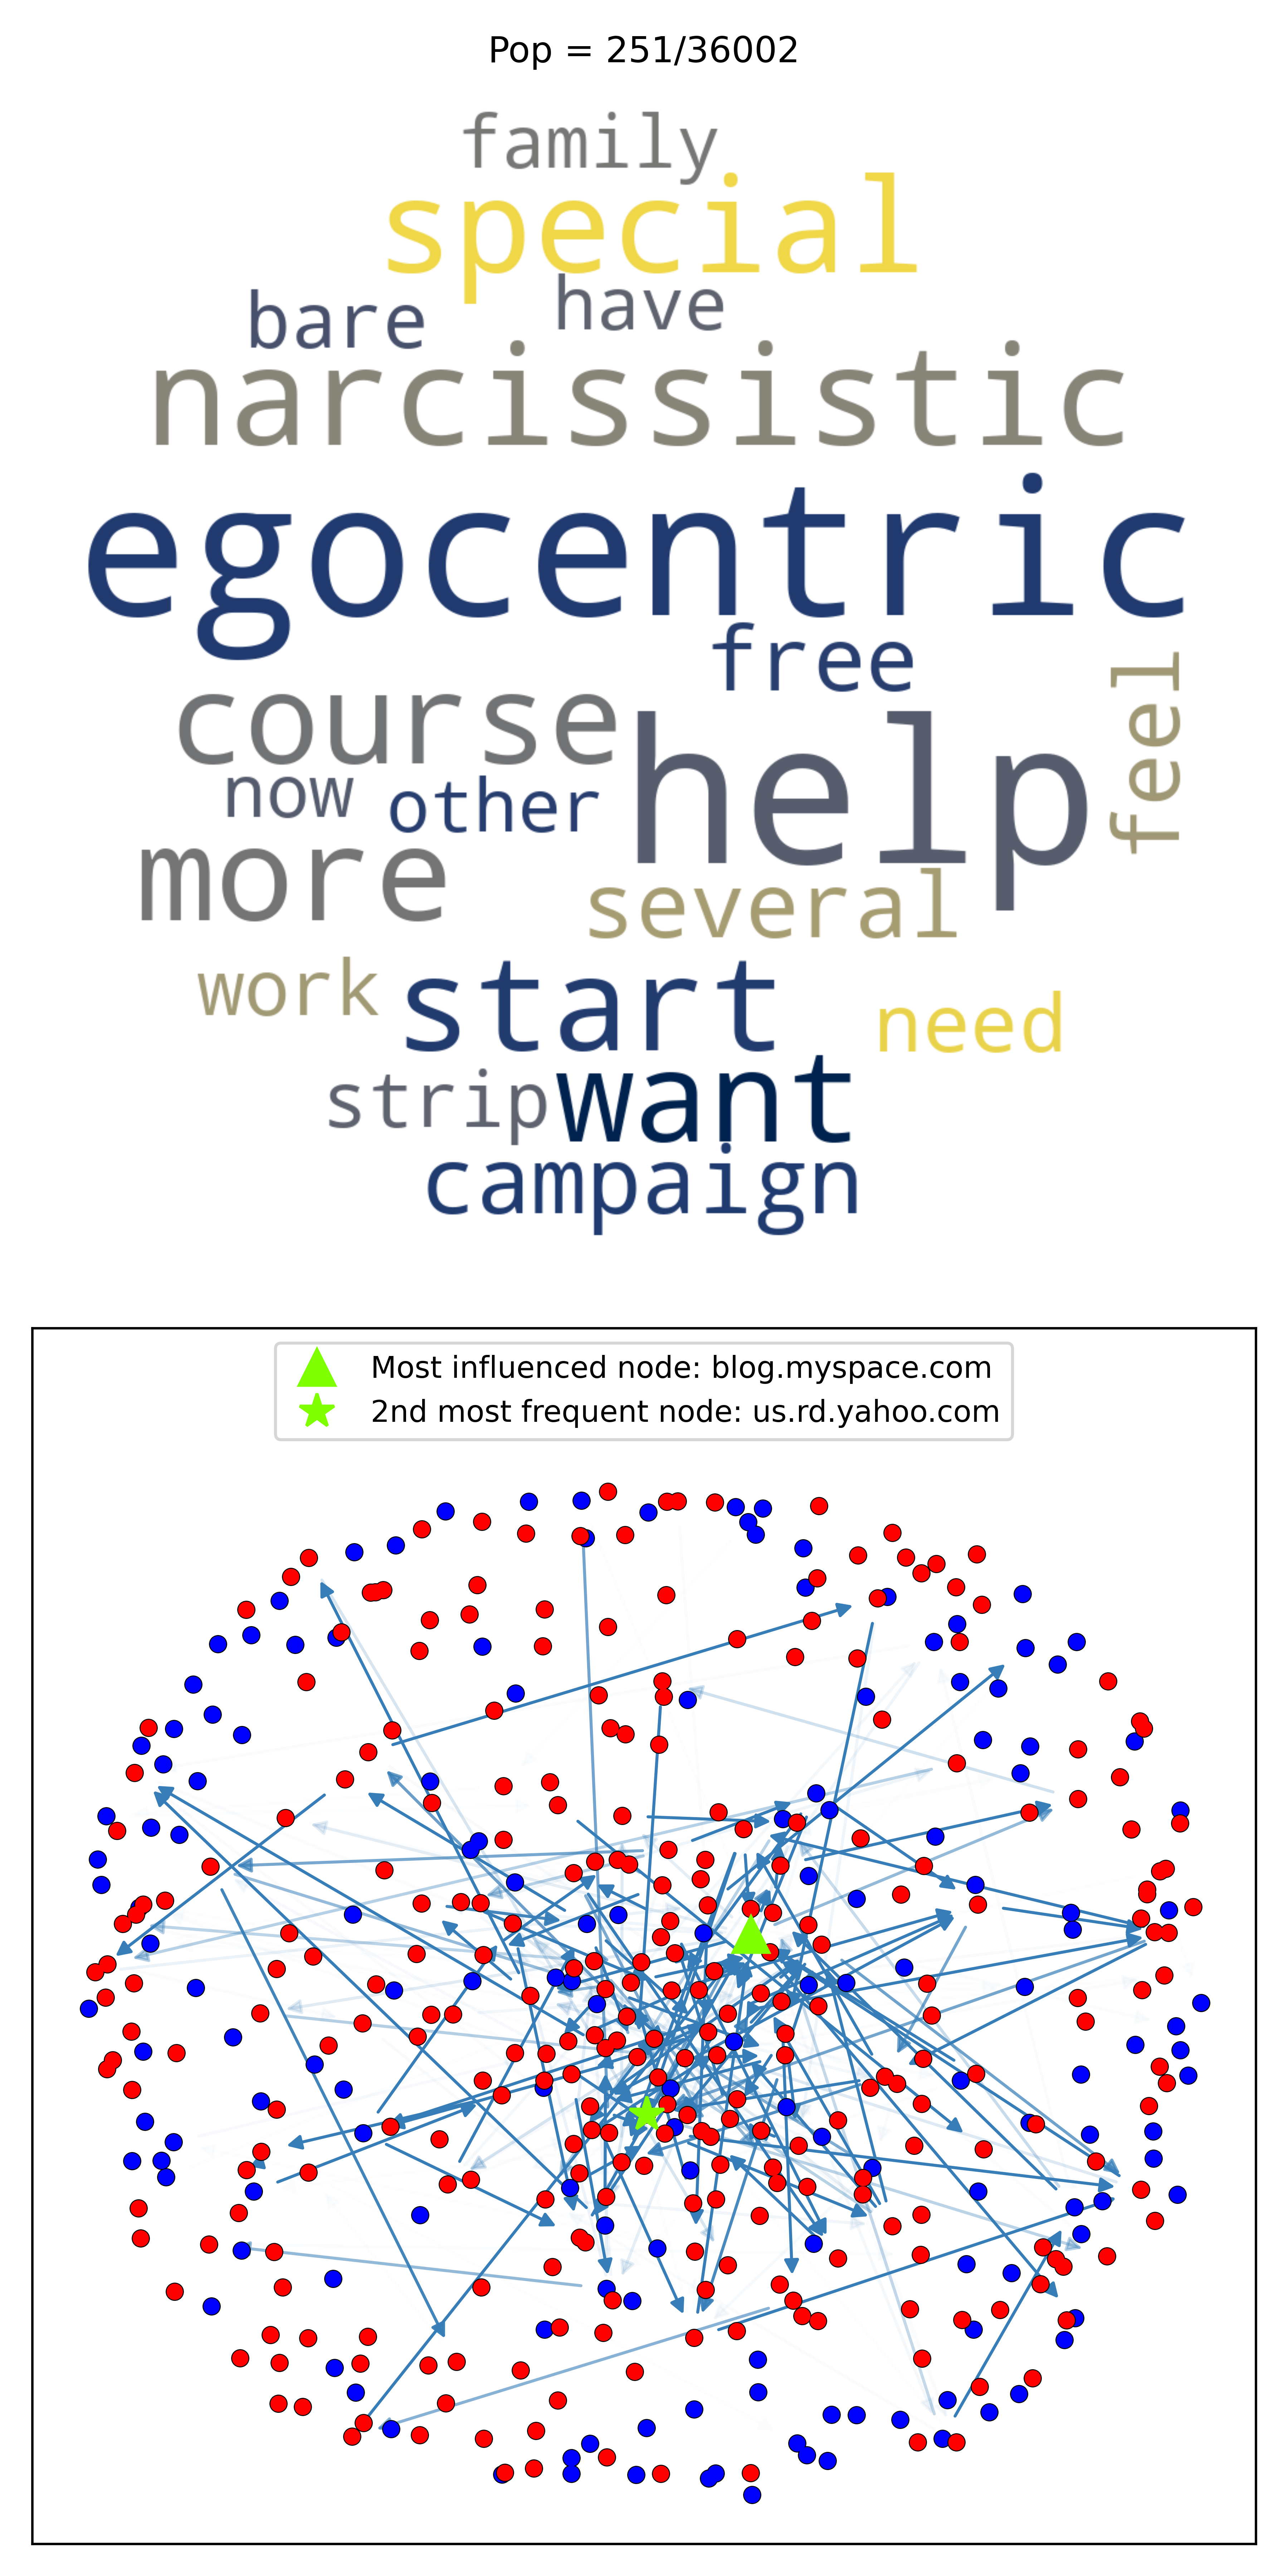 Pop = 251/36002
family
special
bare have
narcissistic
egocentric
free
feel
course
help
now other
more
several
work start need
strip want
campaign
Most influenced node: blog.myspace.com
2nd most frequent node: us.rd.yahoo.com